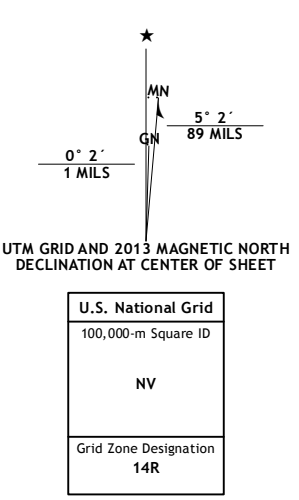 ★
MN
5° 2´
89 MILS
GN
0° 2´
1 MILS
UTM GRID AND 2013 MAGNETIC NORTH
DECLINATION AT CENTER OF SHEET
U.S. National Grid
100,000-m Square ID
NV
Grid Zone Designation
14R